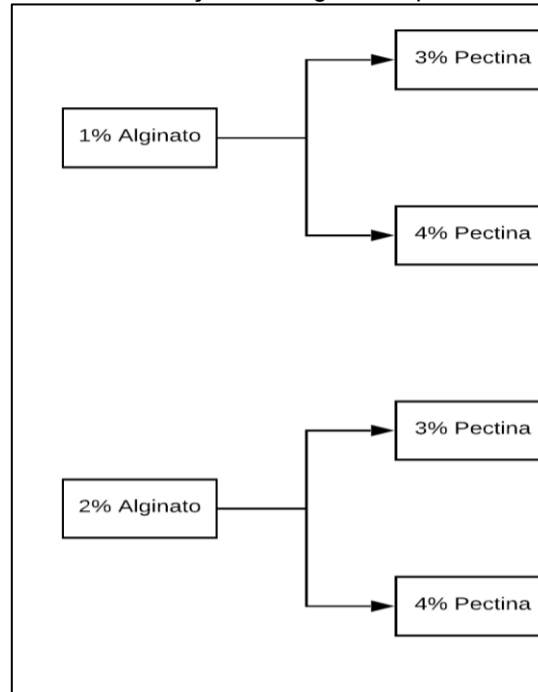 3% Pectina
1% Alginato
4% Pectina
3% Pectina
2% Alginato
4% Pectina